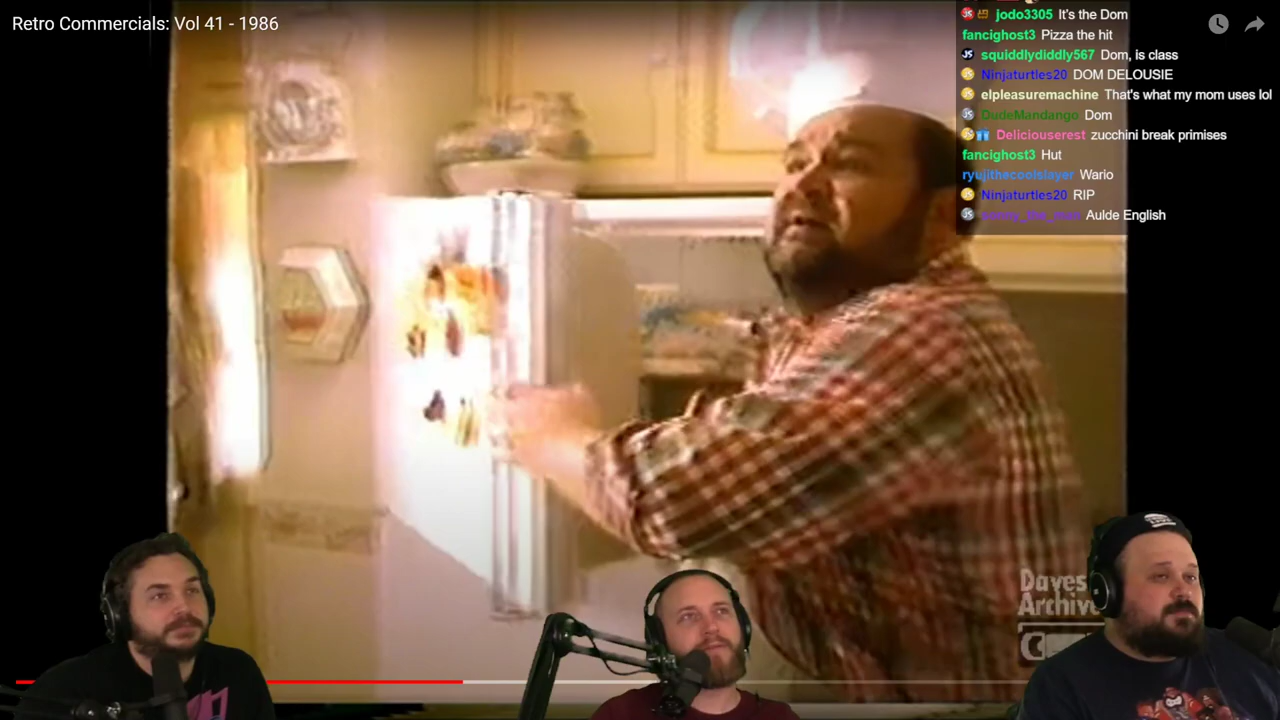 Retro Commercials: Vol 41 - 1986
jodo3305 It's the Dom
fancighost3 Pizza the hit
squiddlydiddly567 Dom, is class
Ninjaturtles20 DOM DELOUSIE
elpleasuremachine That's what my mom uses lol
DudeMandango Dom
Deliciouserest zucchini break primises
fancighost3 Hut
ryujithecoolslayer Wario
Ninjaturtles20 RIP
Aulde English
Daves
Archive